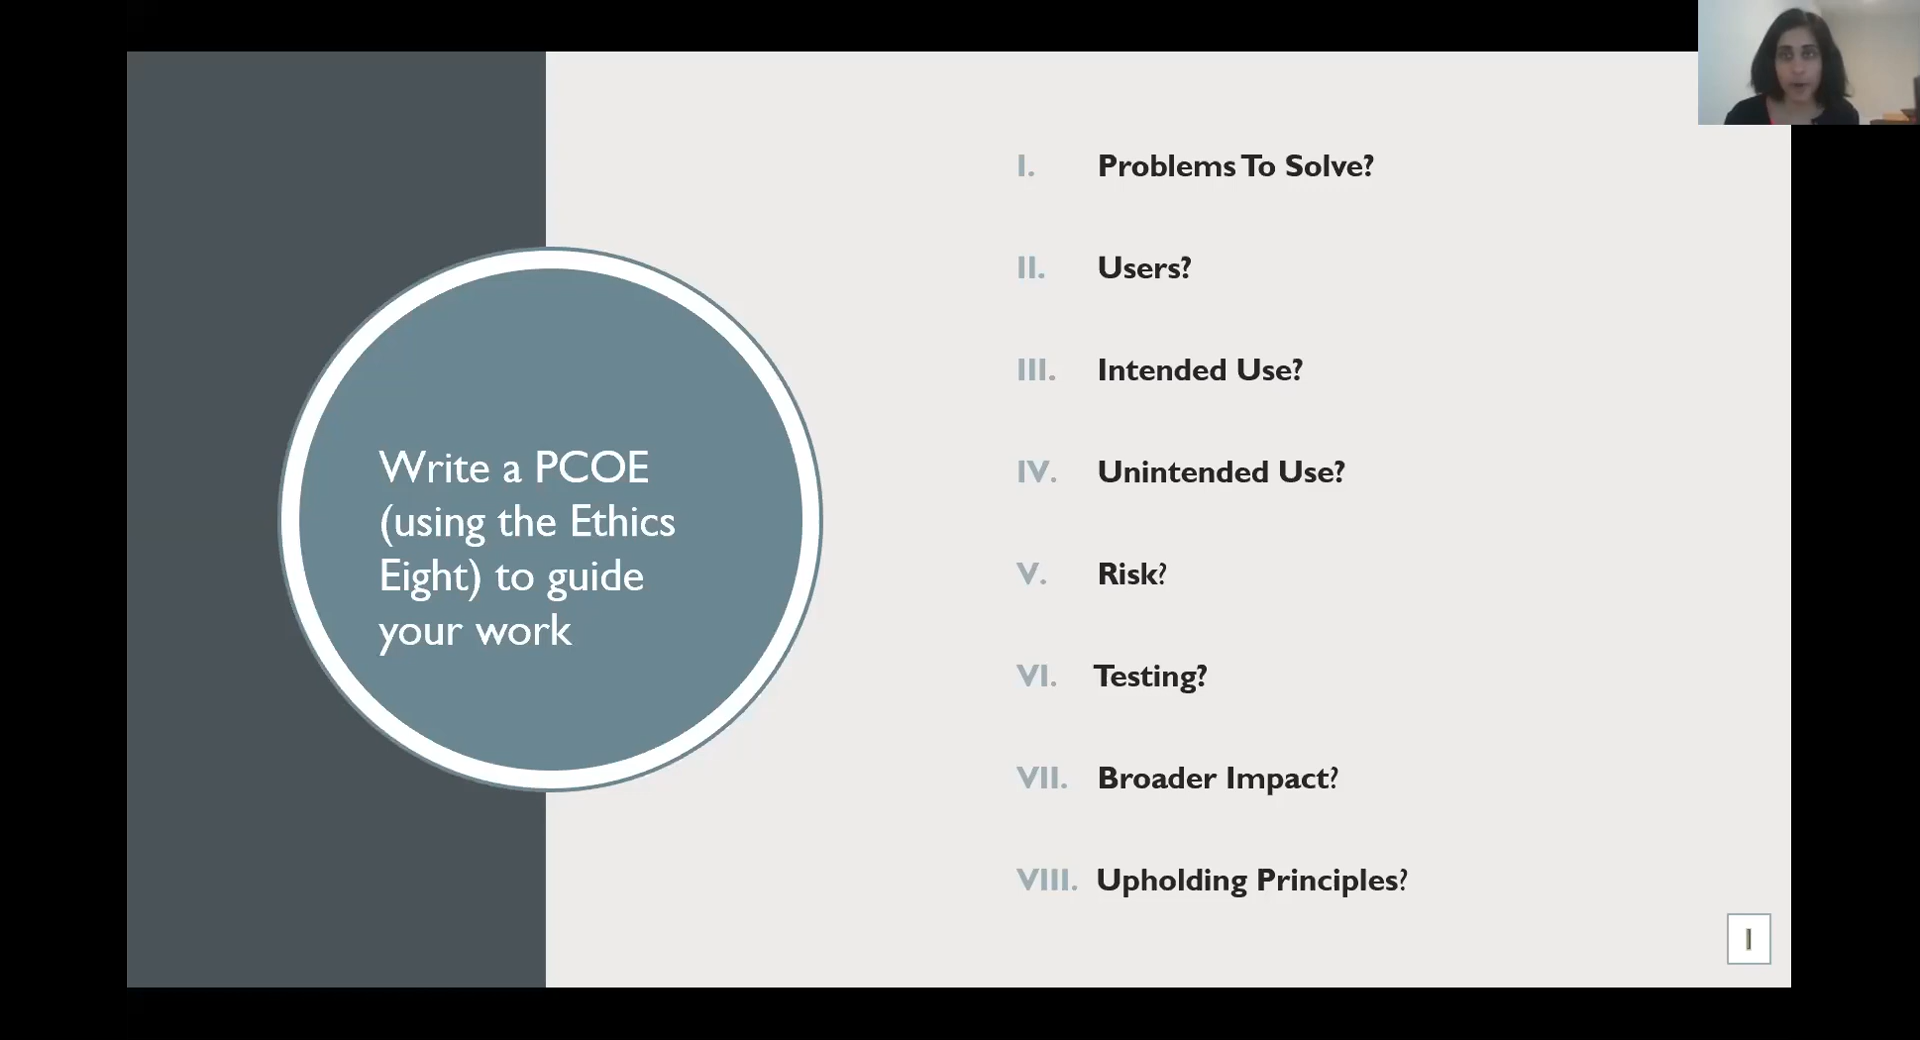 Write a PCOE
(using the Ethics
Eight) to guide
your work
I. Problems To Solve?
II. Users?
III. Intended Use?
IV. Unintended Use?
V. Risk?
VI. Testing?
VII. Broader Impact?
VIII. Upholding Principles?
1